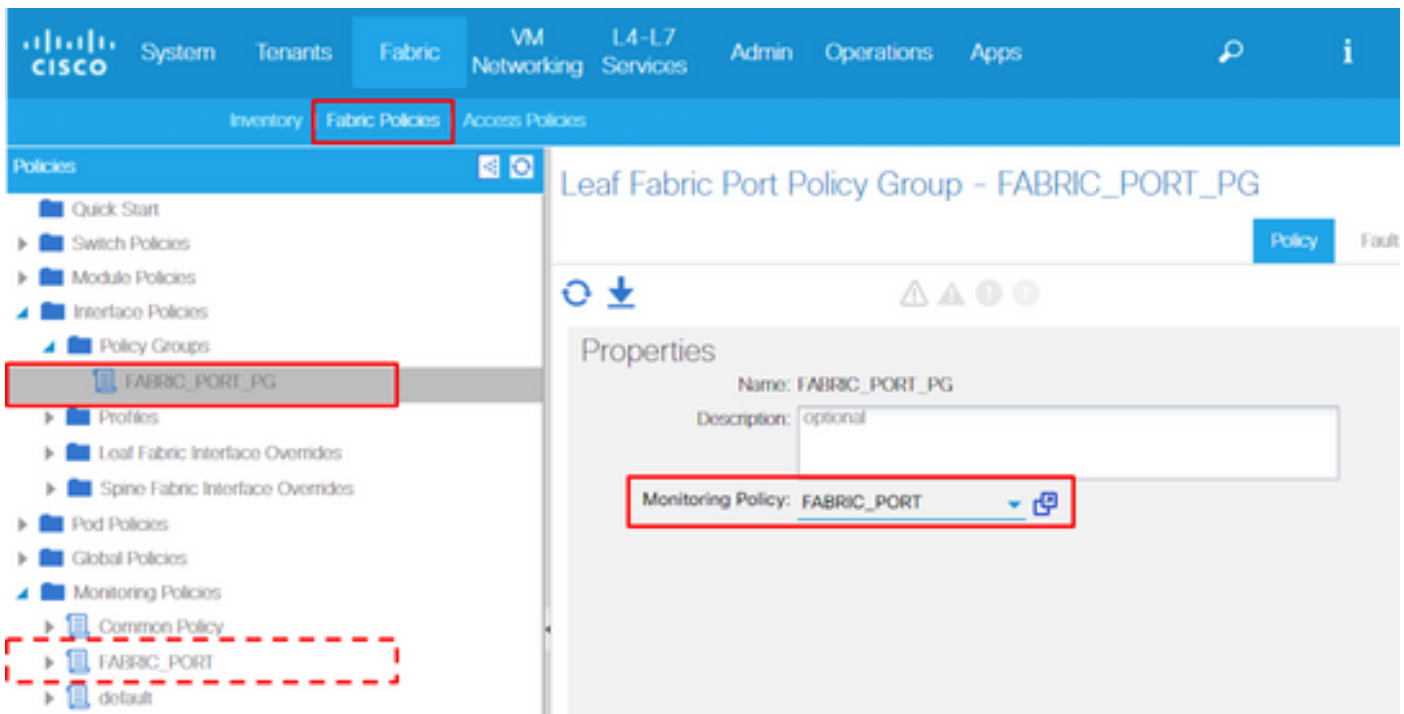 CISCO
System Tenants Fabric VM Networking L4-L7 Services Admin Operations Apps
Inventory Fabric Policies Access Policies
Policies
Quick Start
Switch Policies
Module Policies
Interface Policies
Policy Groups
FABRIC_PORT_PG
Profiles
Leaf Fabric Interface Overrides
Spine Fabric Interface Overrides
Pod Policies
Global Policies
Monitoring Policies
Common Policy
FABRIC_PORT
default
Leaf Fabric Port Policy Group - FABRIC_PORT_PG
Policy Fault
Properties
Name: FABRIC_PORT_PG
Description: optional
Monitoring Policy: FABRIC_PORT